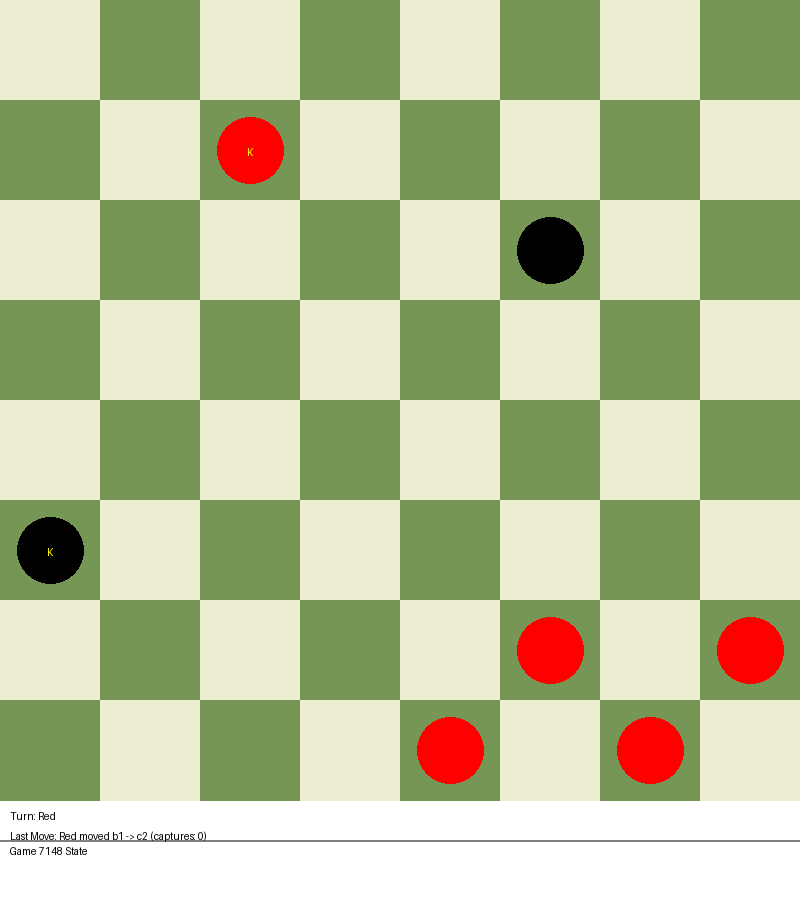 K
K
Turn: Red
Last Move: Red moved b1 -> c2 (captures: 0)
Game 7148 State